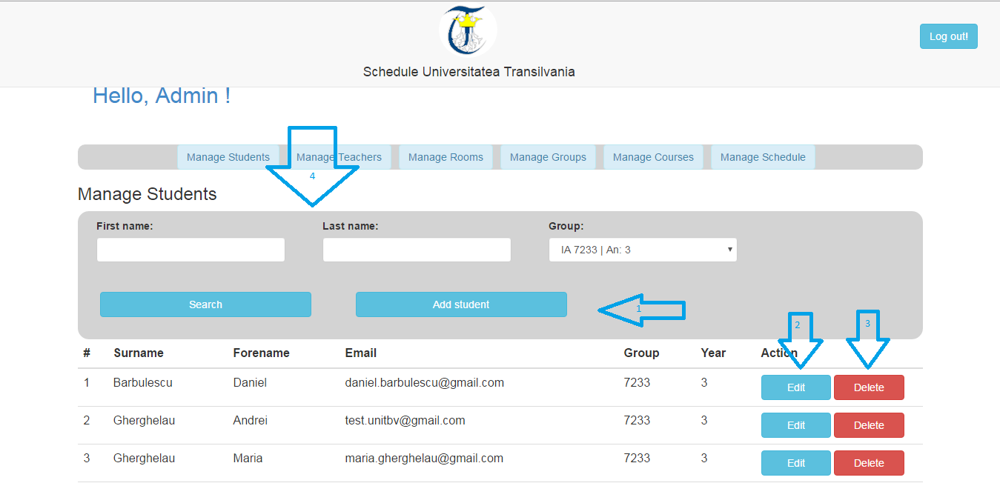 Log out!
Schedule Universitatea Transilvania
Hello, Admin !
Manage Students Manage Teachers Manage Rooms Manage Groups Manage Courses Manage Schedule
4
Manage Students
First name: Last name: Group:
IA 7233 | An: 3
Search Add student
1
2 3
# Surname Forename Email Group Year Action
1 Barbulescu Daniel daniel.barbulescu@gmail.com 7233 3 Edit Delete
2 Gherghelau Andrei test.unitbv@gmail.com 7233 3 Edit Delete
3 Gherghelau Maria maria.gherghelau@gmail.com 7233 3 Edit Delete